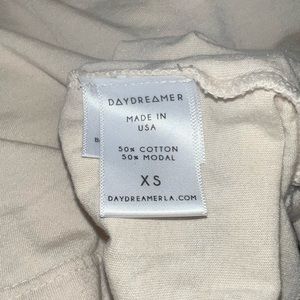 DAYDREAMER
MADE IN
USA
50% COTTON
50% MODAL
XS
DAYDREAMERLA.COM